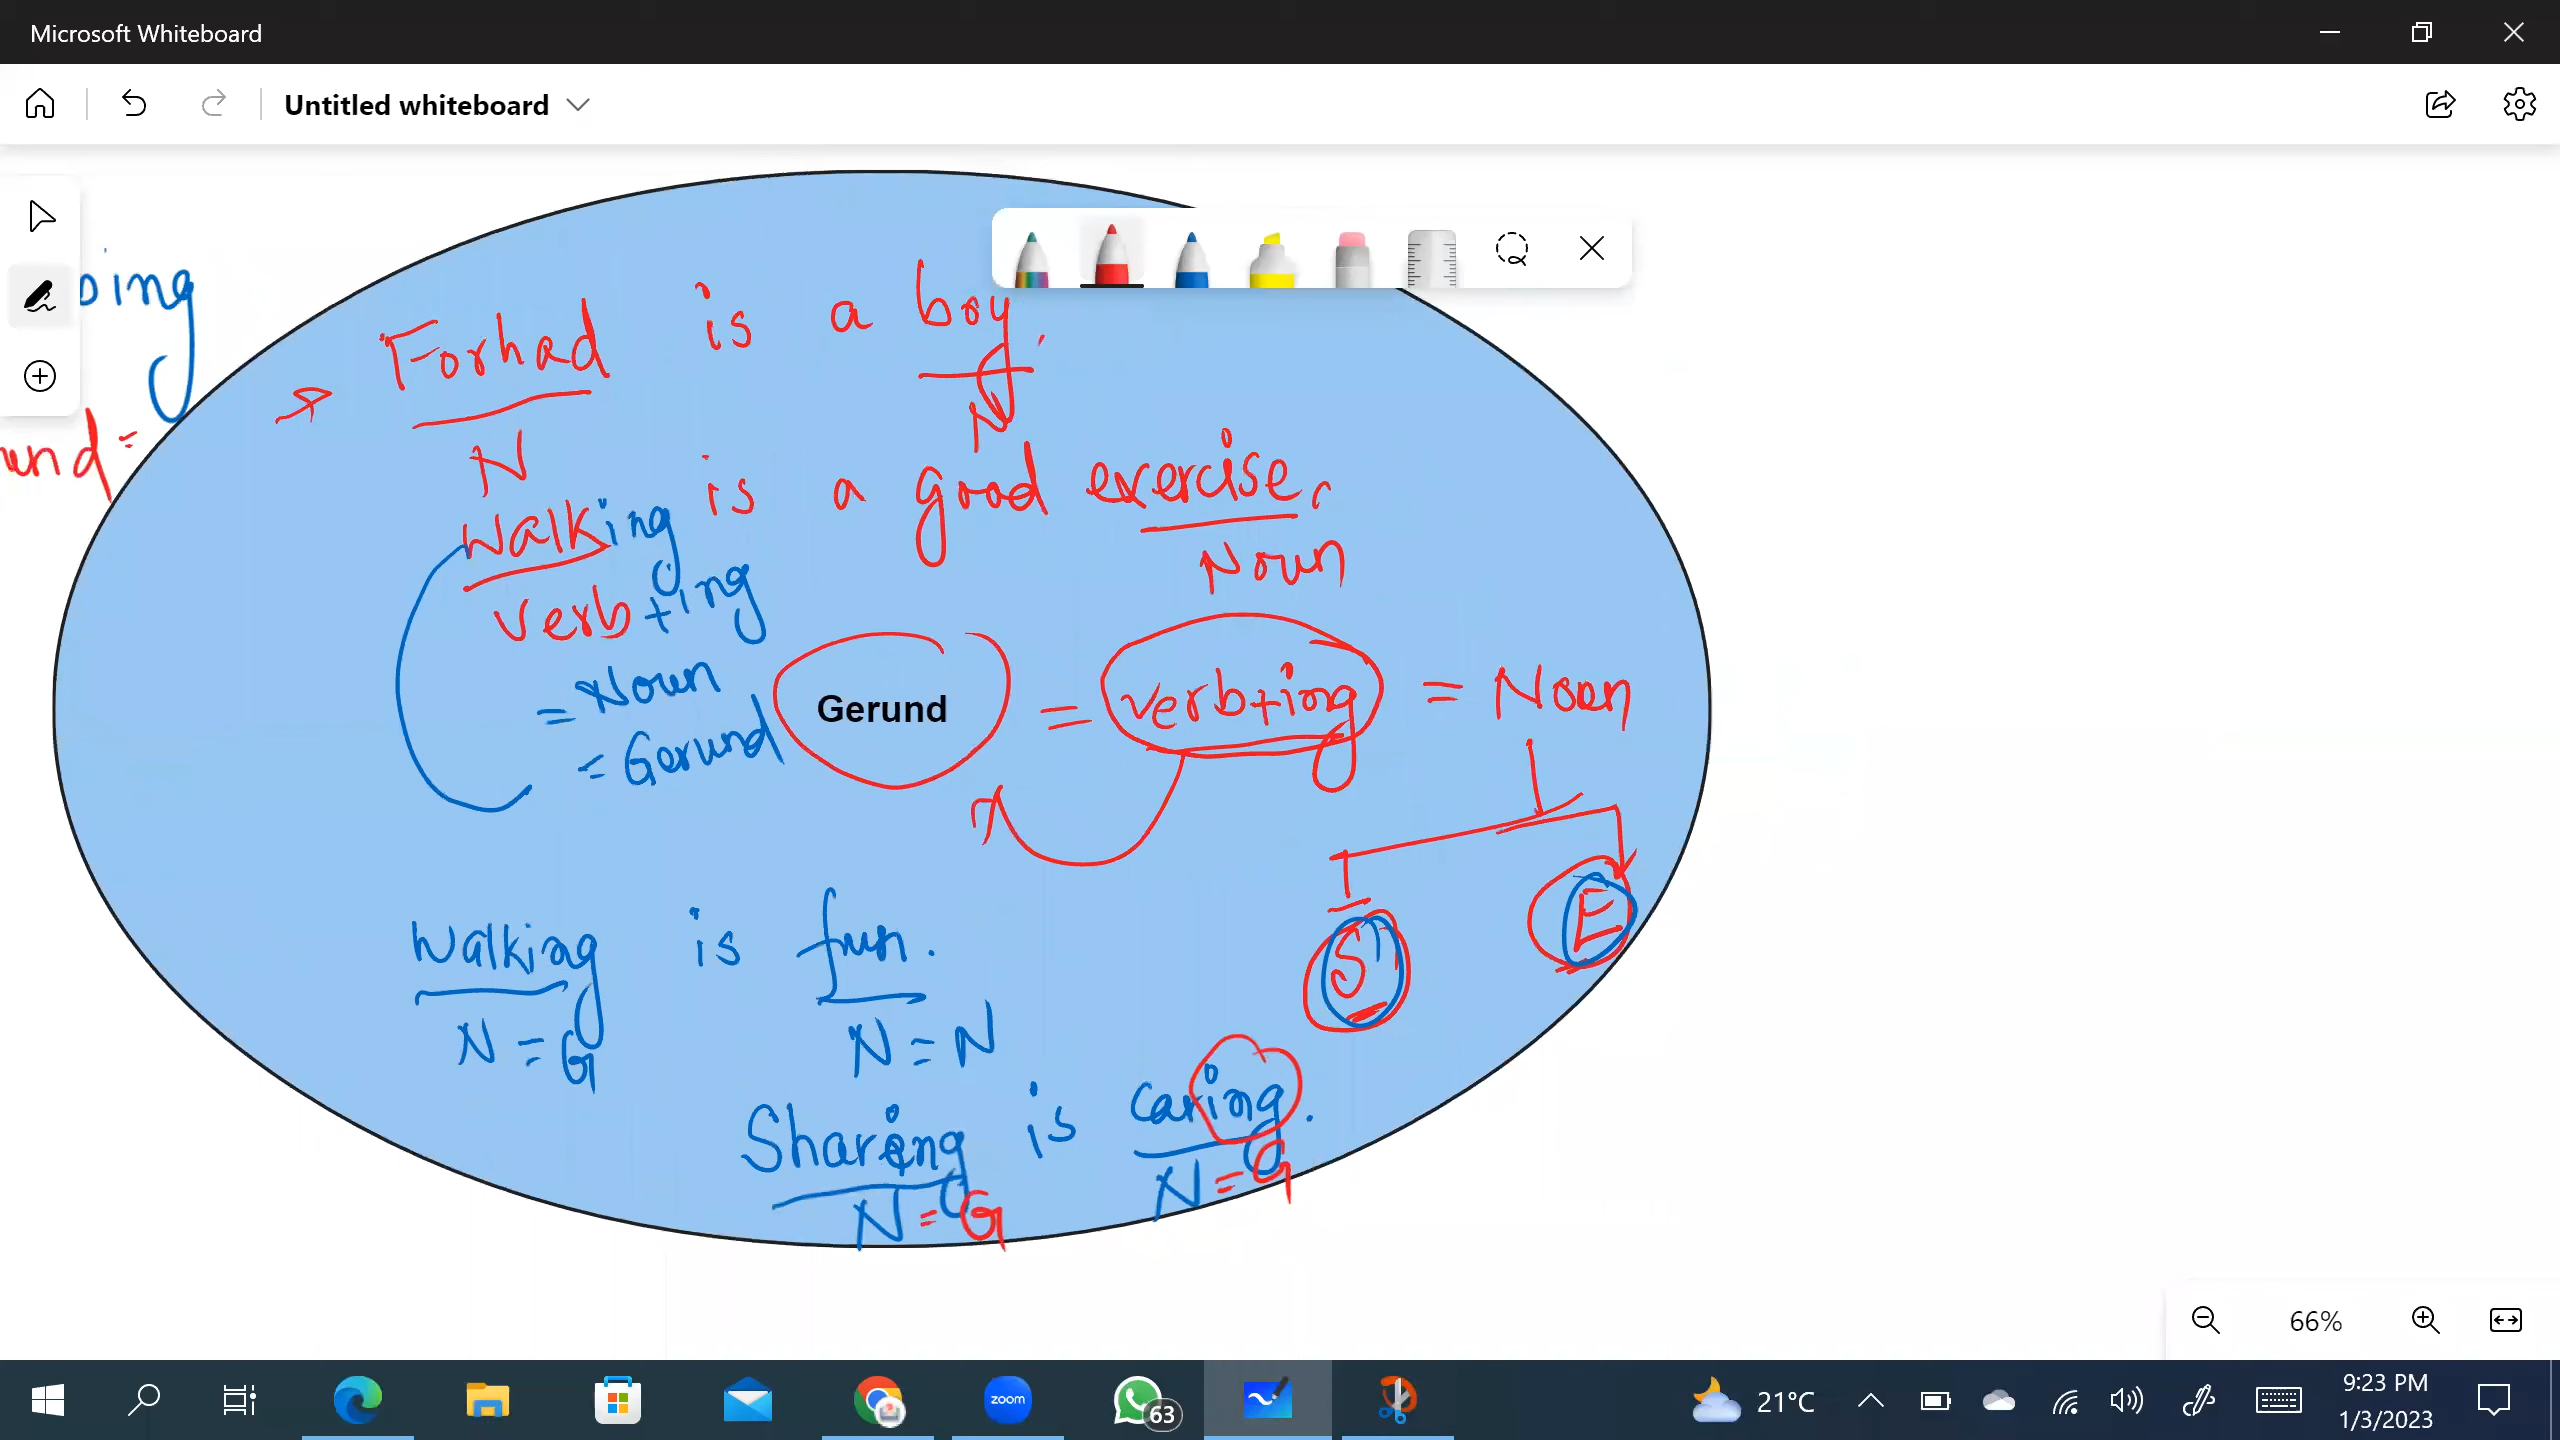 Microsoft Whiteboard
Untitled whiteboard
oing
und =
Forhad is a boy.
N N
Walking is a good exercise.
verb+ing Noun
= Noun
= Gerund
Gerund = verb+ing = Noun
S E
Walking is fun.
N = G N = N
Sharing is caring.
N = G N = G
66%
zoom
63
21°C
9:23 PM
1/3/2023